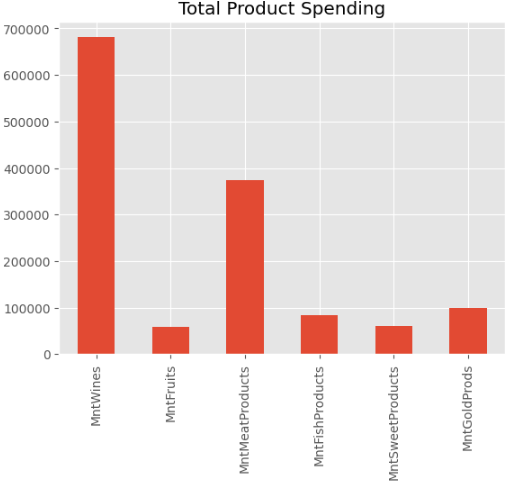 Total Product Spending
700000
600000
500000
400000
300000
200000
100000
0
MntWines
MntFruits
MntMeatProducts
MntFishProducts
MntSweetProducts
MntGoldProds